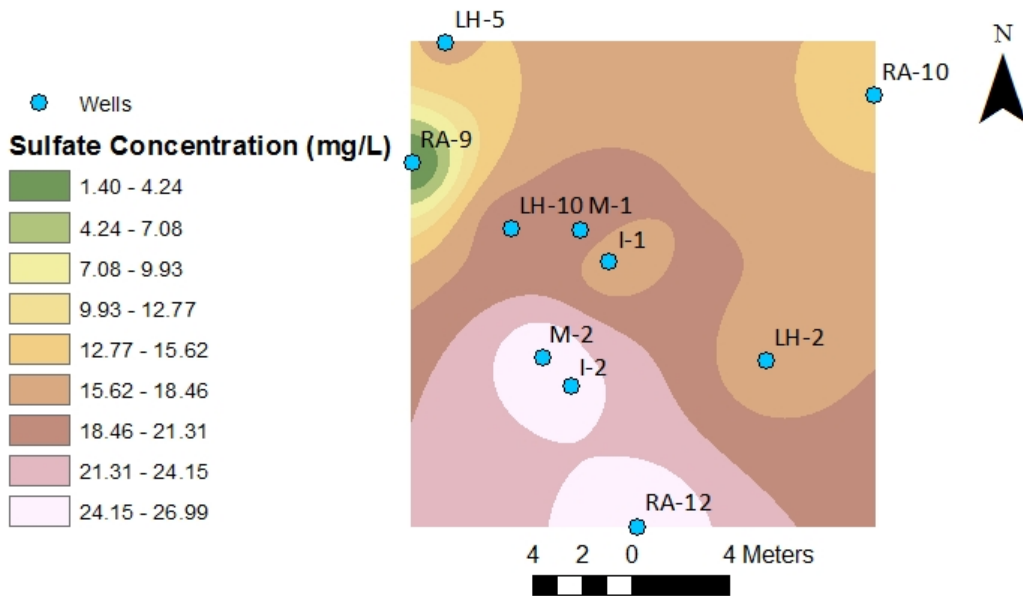 LH-5
N
RA-10
Wells
Sulfate Concentration (mg/L)
RA-9
1.40 - 4.24
4.24 - 7.08
LH-10 M-1
7.08 - 9.93
I-1
9.93 - 12.77
12.77 - 15.62
M-2
LH-2
I-2
15.62 - 18.46
18.46 - 21.31
21.31 - 24.15
RA-12
24.15 - 26.99
4 2 0 4 Meters